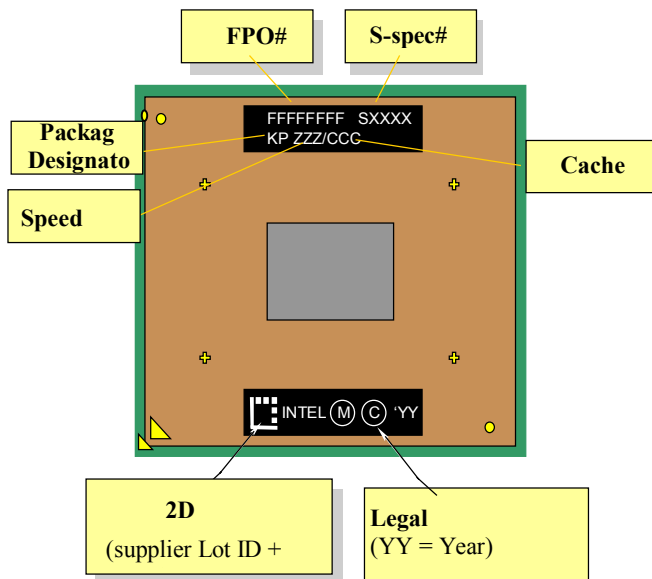 FPO#
S-spec#
FFFFFFFF SXXXX
KP ZZZ/CCC
Packag
Designato
Cache
Speed
INTEL M C 'YY
2D
(supplier Lot ID +
Legal
(YY = Year)